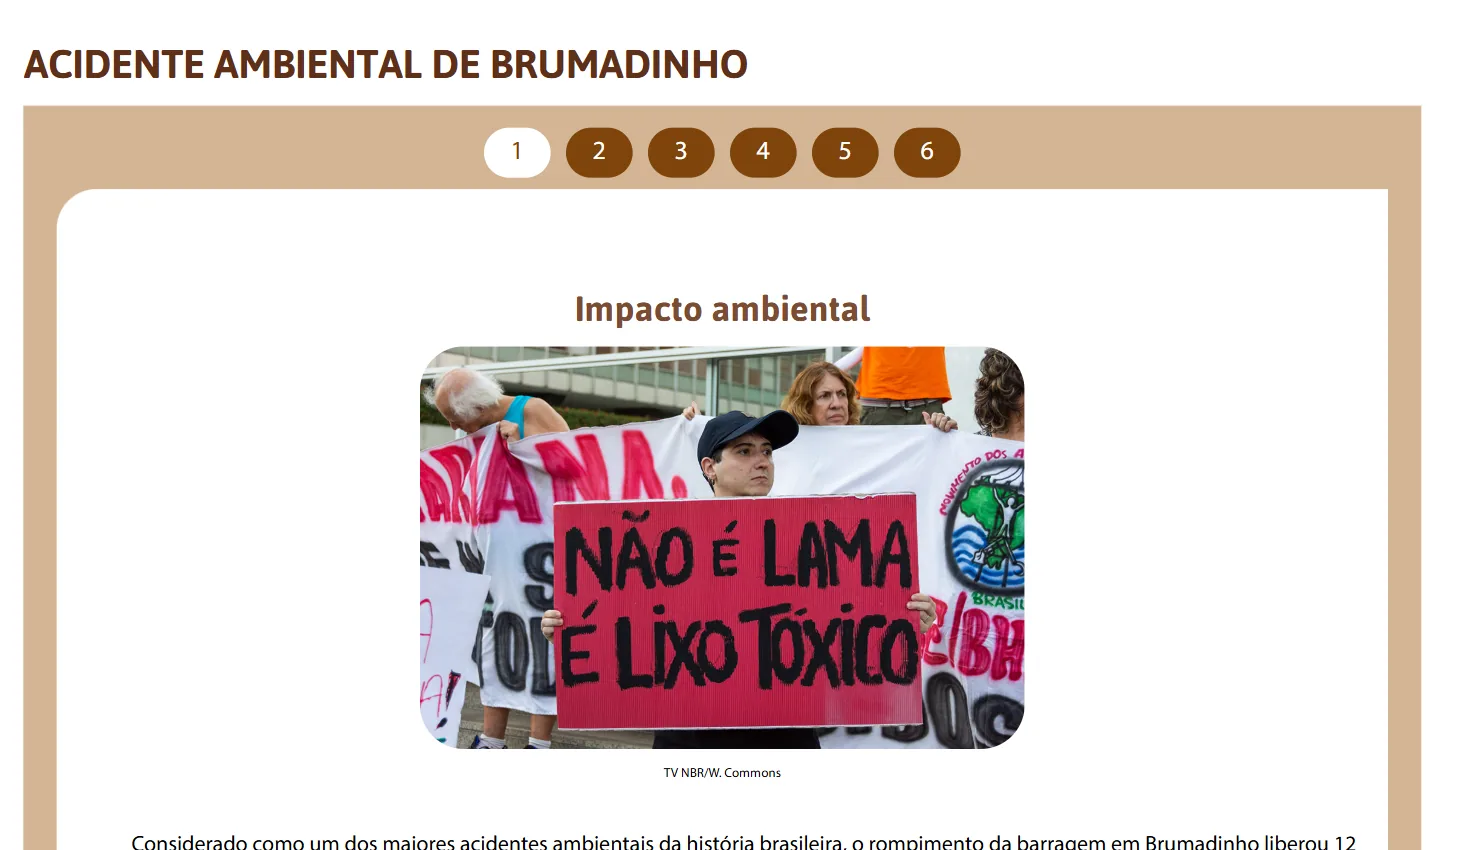 ACIDENTE AMBIENTAL DE BRUMADINHO
1 2 3 4 5 6
Impacto ambiental
MARIANA.
MOVIMENTO DOS A
NÃO É LAMA
É LIXO TÓXICO
BRASIL
TV NBR/W. Commons
Considerado como um dos maiores acidentes ambientais da história brasileira, o rompimento da barragem em Brumadinho liberou 12